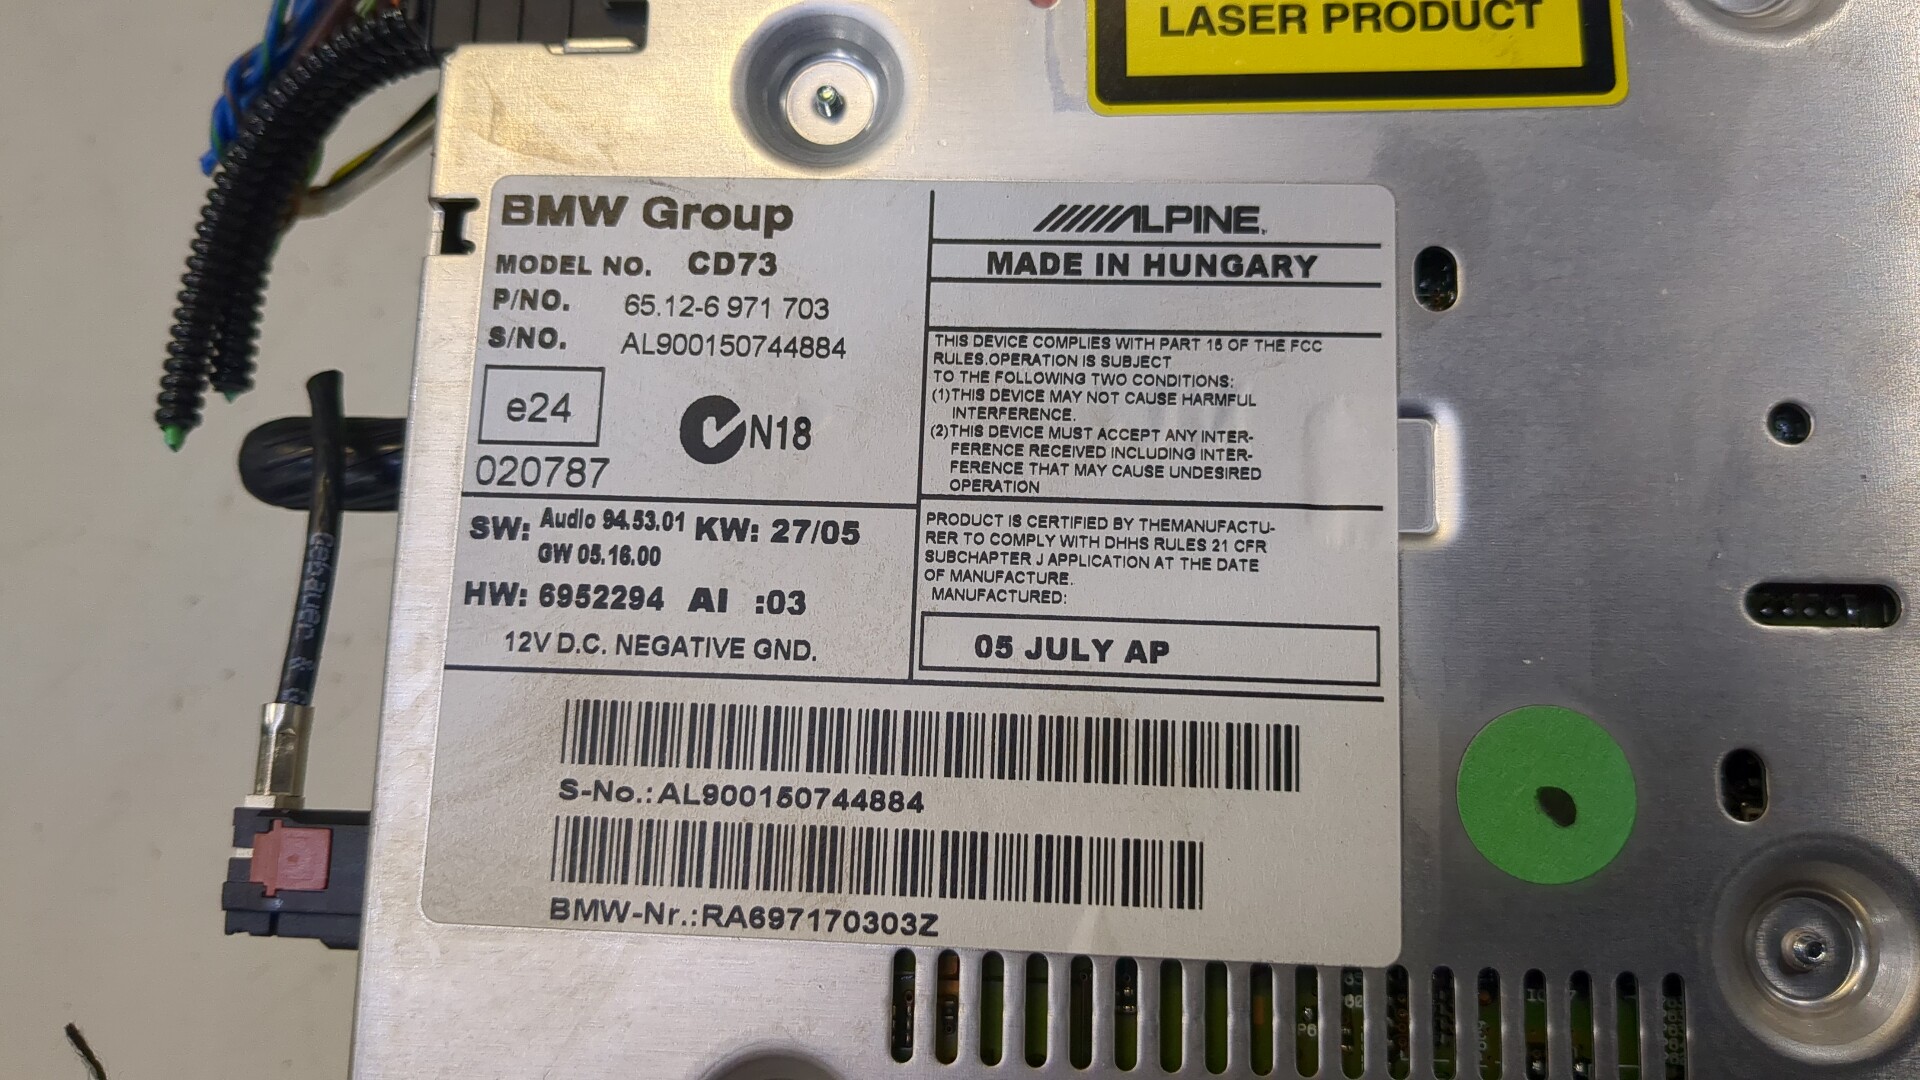 LASER PRODUCT
BMW Group
MODEL NO. CD73
P/NO. 65.12-6 971 703
S/NO. AL900150744884
e24
N18
020787
SW: Audio 94.53.01 KW: 27/05
GW 05.16.00
HW: 6952294 AI :03
12V D.C. NEGATIVE GND.
ALPINE
MADE IN HUNGARY
THIS DEVICE COMPLIES WITH PART 15 OF THE FCC
RULES.OPERATION IS SUBJECT
TO THE FOLLOWING TWO CONDITIONS:
(1)THIS DEVICE MAY NOT CAUSE HARMFUL
INTERFERENCE.
(2)THIS DEVICE MUST ACCEPT ANY INTER-
FERENCE RECEIVED INCLUDING INTER-
FERENCE THAT MAY CAUSE UNDESIRED
OPERATION
PRODUCT IS CERTIFIED BY THEMANUFACTU-
RER TO COMPLY WITH DHHS RULES 21 CFR
SUBCHAPTER J APPLICATION AT THE DATE
OF MANUFACTURE.
MANUFACTURED:
05 JULY AP
S-No.:AL900150744884
BMW-Nr.:RA697170303Z